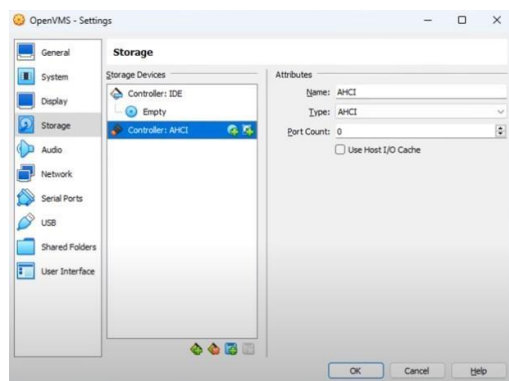 OpenVMS - Settings
General
System
Display
Storage
Audio
Network
Serial Ports
USB
Shared Folders
User Interface
Storage
Storage Devices
Controller: IDE
Empty
Controller: AHCI
Attributes
Name: AHCI
Type: AHCI
Port Count: 0
Use Host I/O Cache
OK Cancel Help